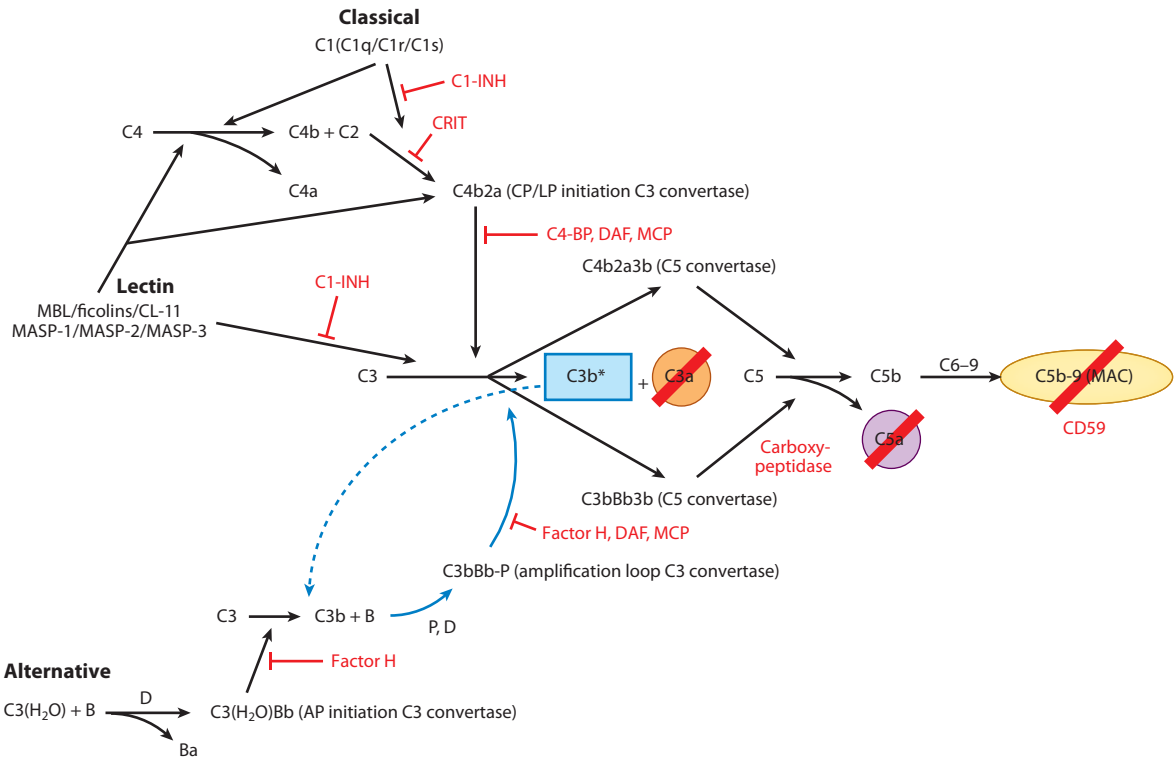 Classical
C1(C1q/C1r/C1s)
C1-INH
CRIT
C4
C4b + C2
C4a
C4b2a (CP/LP initiation C3 convertase)
C4-BP, DAF, MCP
C4b2a3b (C5 convertase)
Lectin
MBL/ficolins/CL-11
MASP-1/MASP-2/MASP-3
C1-INH
C3
C3b*
+
C3a
C5
C5b
C6–9
C5b-9 (MAC)
CD59
C5a
Carboxy-
peptidase
C3bBb3b (C5 convertase)
Factor H, DAF, MCP
C3bBb-P (amplification loop C3 convertase)
C3
C3b + B
P, D
Factor H
Alternative
C3(H₂O) + B
D
C3(H₂O)Bb (AP initiation C3 convertase)
Ba